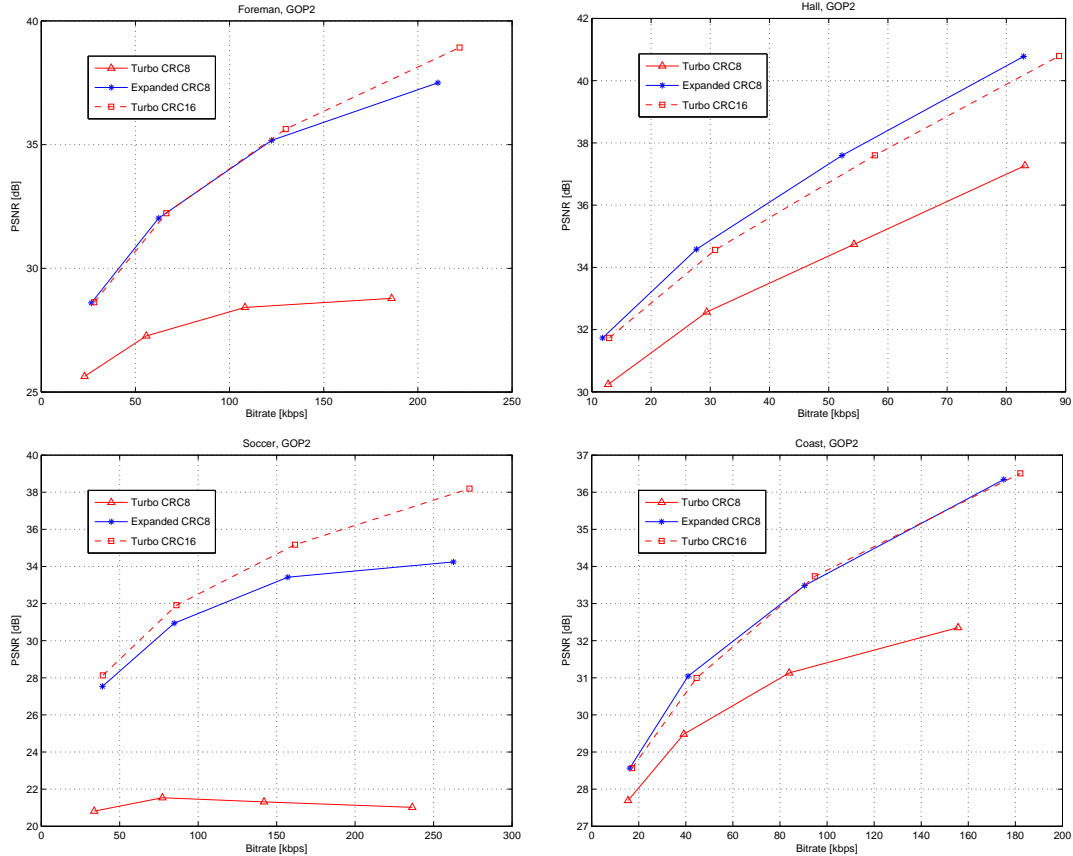 Foreman, GOP2
40
35
30
25
PSNR [dB]
Turbo CRC8
Expanded CRC8
Turbo CRC16
0 50 100 150 200 250
Bitrate [kbps]
Hall, GOP2
42
40
38
36
34
32
30
PSNR [dB]
Turbo CRC8
Expanded CRC8
Turbo CRC16
10 20 30 40 50 60 70 80 90
Bitrate [kbps]
Soccer, GOP2
40
38
36
34
32
30
28
26
24
22
20
PSNR [dB]
Turbo CRC8
Expanded CRC8
Turbo CRC16
0 50 100 150 200 250 300
Bitrate [kbps]
Coast, GOP2
37
36
35
34
33
32
31
30
29
28
27
PSNR [dB]
Turbo CRC8
Expanded CRC8
Turbo CRC16
0 20 40 60 80 100 120 140 160 180 200
Bitrate [kbps]